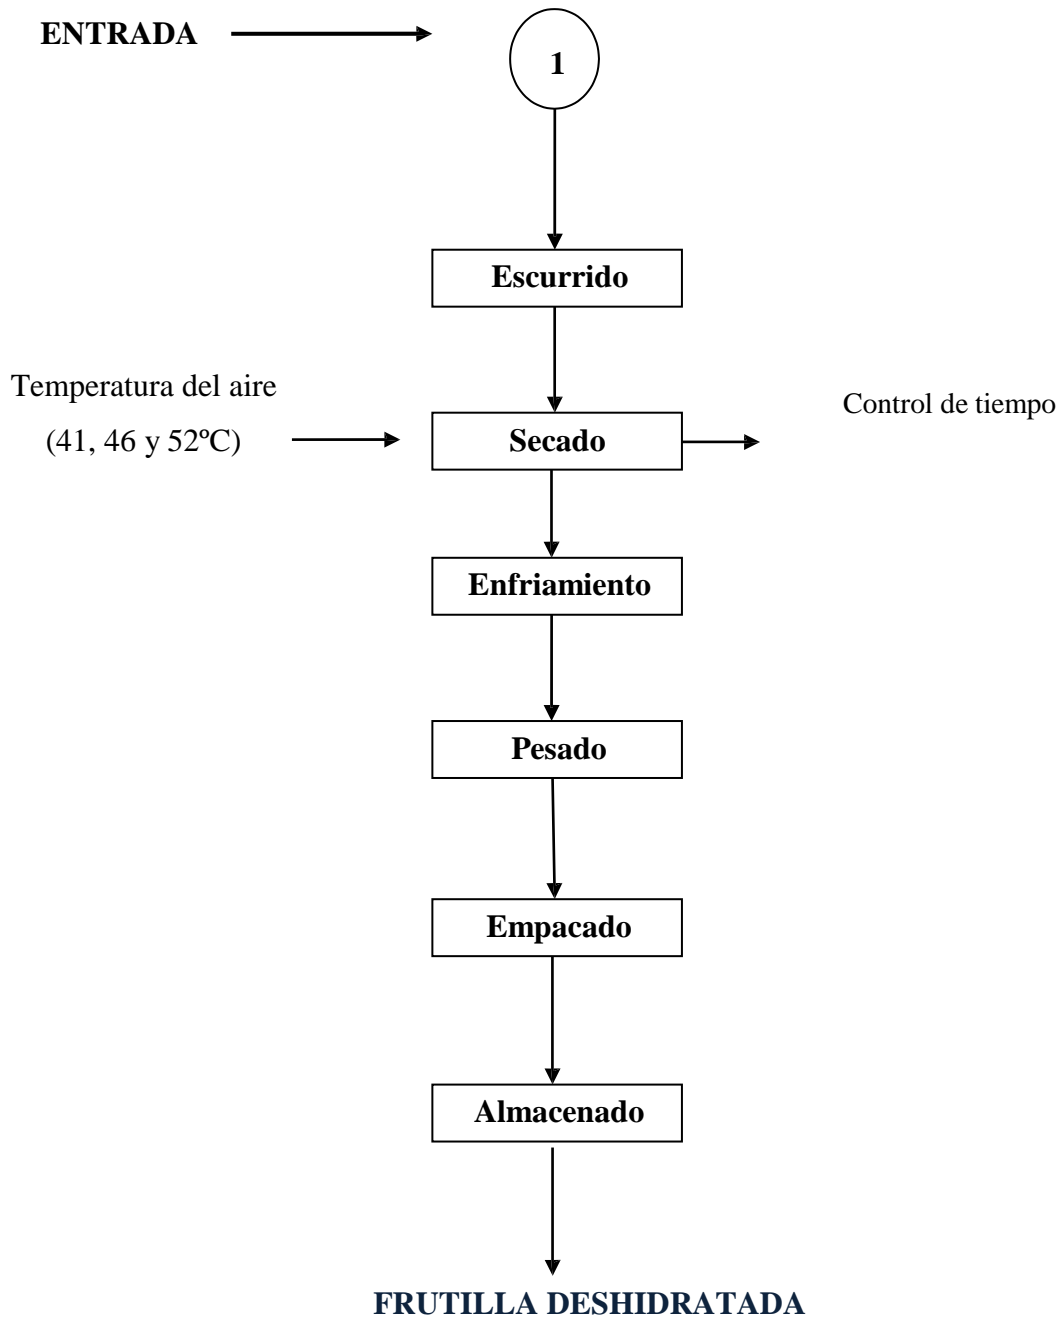 ENTRADA
1
Escurrido
Temperatura del aire
(41, 46 y 52ºC)
Secado
Control de tiempo
Enfriamiento
Pesado
Empacado
Almacenado
FRUTILLA DESHIDRATADA